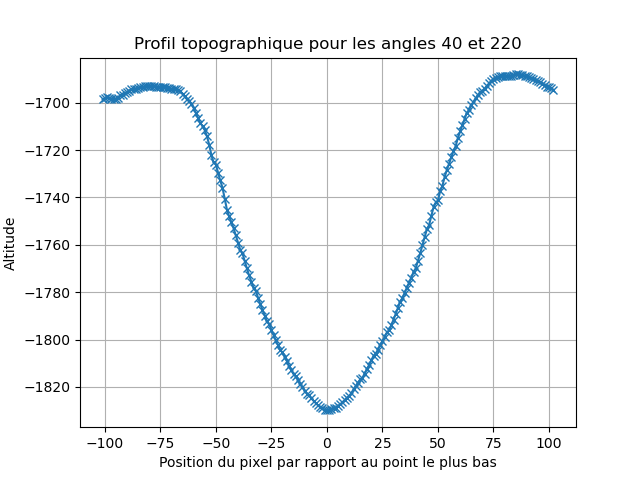 Profil topographique pour les angles 40 et 220
Altitude
−1700
−1720
−1740
−1760
−1780
−1800
−1820
−100 −75 −50 −25 0 25 50 75 100
Position du pixel par rapport au point le plus bas